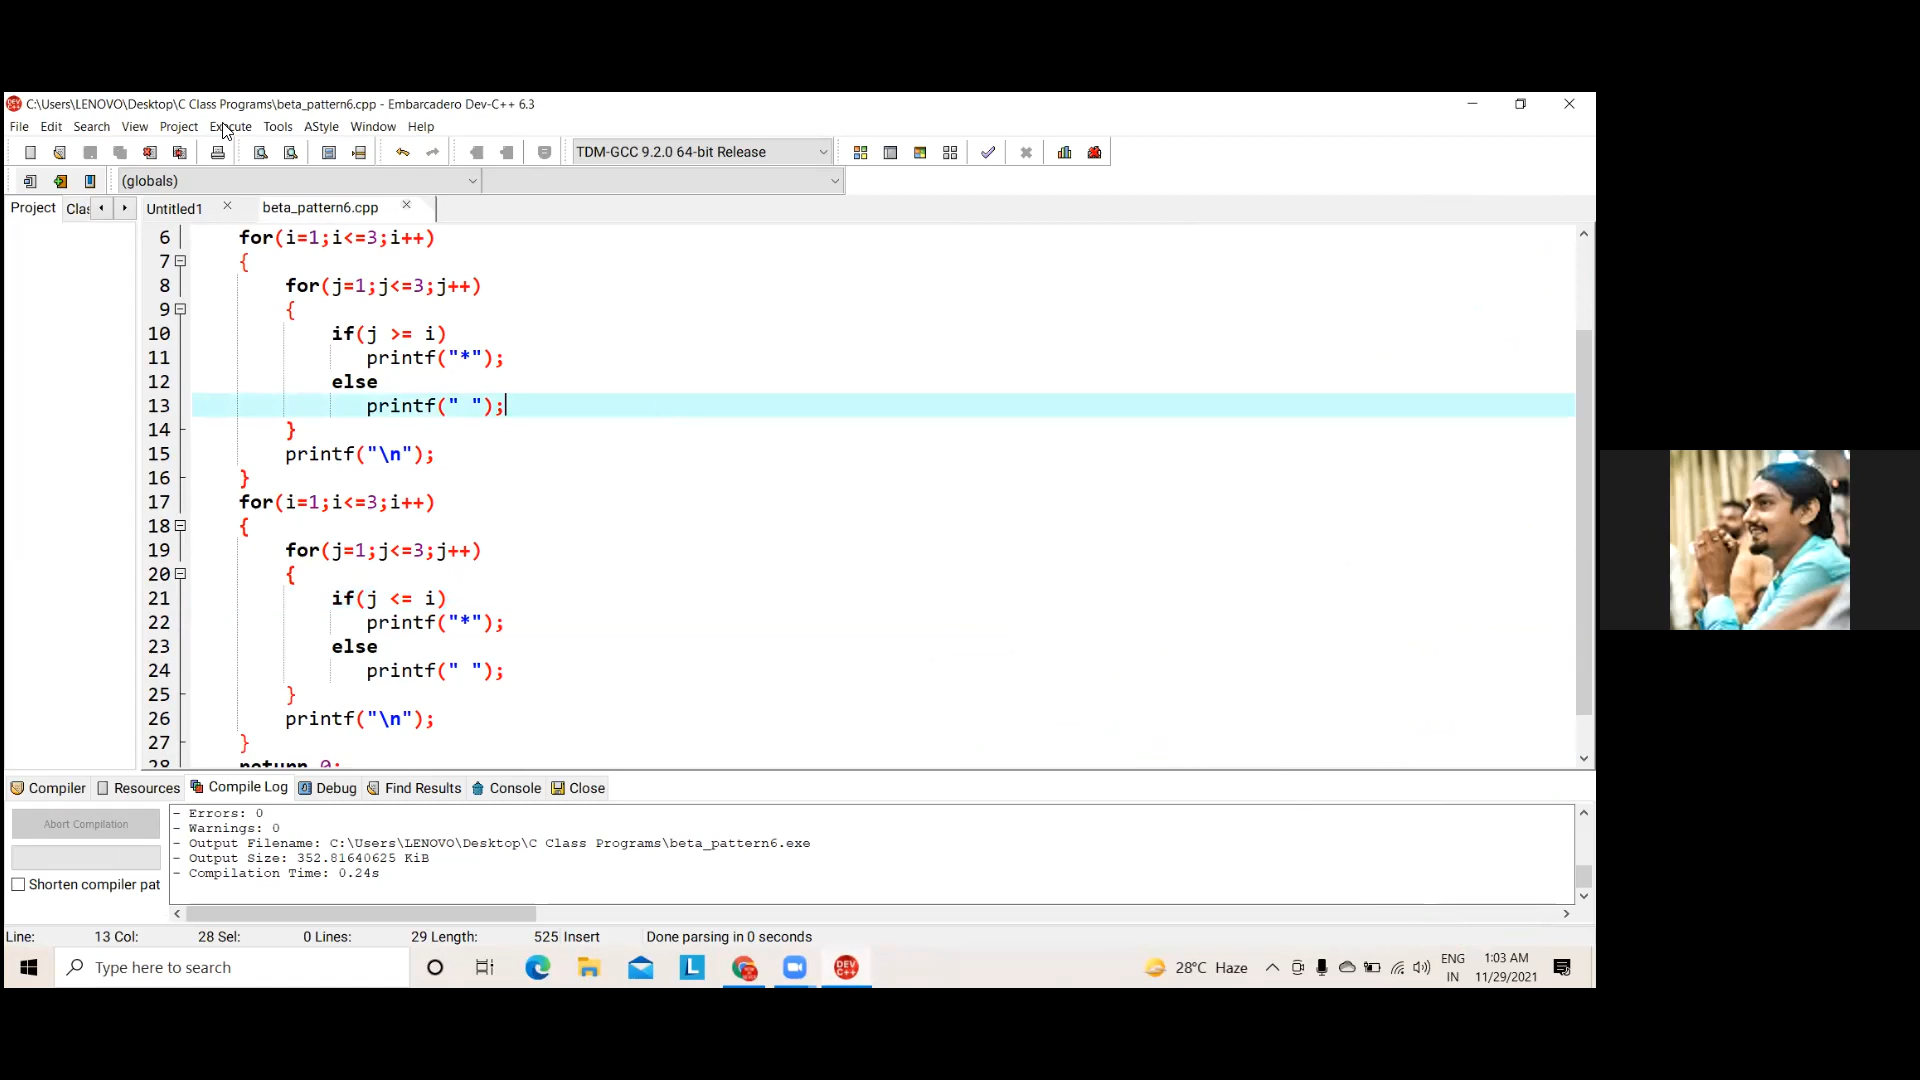 C:\Users\LENOVO\Desktop\C Class Programs\beta_pattern6.cpp - Embarcadero Dev-C++ 6.3
File Edit Search View Project Execute Tools AStyle Window Help
TDM-GCC 9.2.0 64-bit Release
(globals)
Project Clas Untitled1 beta_pattern6.cpp
6 for(i=1;i<=3;i++)
7 {
8 for(j=1;j<=3;j++)
9 {
10 if(j >= i)
11 printf("*");
12 else
13 printf(" ");
14 }
15 printf("\n");
16 }
17 for(i=1;i<=3;i++)
18 {
19 for(j=1;j<=3;j++)
20 {
21 if(j <= i)
22 printf("*");
23 else
24 printf(" ");
25 }
26 printf("\n");
27 }
28 return 0;
Compiler Resources Compile Log Debug Find Results Console Close
Abort Compilation
Shorten compiler pat
- Errors: 0
- Warnings: 0
- Output Filename: C:\Users\LENOVO\Desktop\C Class Programs\beta_pattern6.exe
- Output Size: 352.81640625 KiB
- Compilation Time: 0.24s
Line: 13 Col: 28 Sel: 0 Lines: 29 Length: 525 Insert Done parsing in 0 seconds
Type here to search
DEV C++
28°C Haze
ENG
IN
1:03 AM
11/29/2021